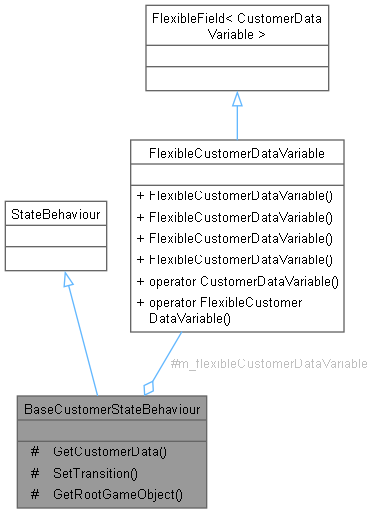 FlexibleField< CustomerData
Variable >
FlexibleCustomerDataVariable
+ FlexibleCustomerDataVariable()
+ FlexibleCustomerDataVariable()
+ FlexibleCustomerDataVariable()
+ FlexibleCustomerDataVariable()
+ operator CustomerDataVariable()
+ operator FlexibleCustomer
DataVariable()
StateBehaviour
#m_flexibleCustomerDataVariable
BaseCustomerStateBehaviour
# GetCustomerData()
# SetTransition()
# GetRootGameObject()